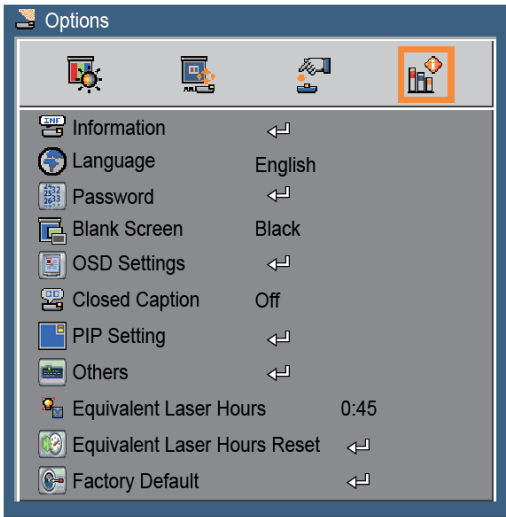 Options
Information
Language English
Password
Blank Screen Black
OSD Settings
Closed Caption Off
PIP Setting
Others
Equivalent Laser Hours 0:45
Equivalent Laser Hours Reset
Factory Default